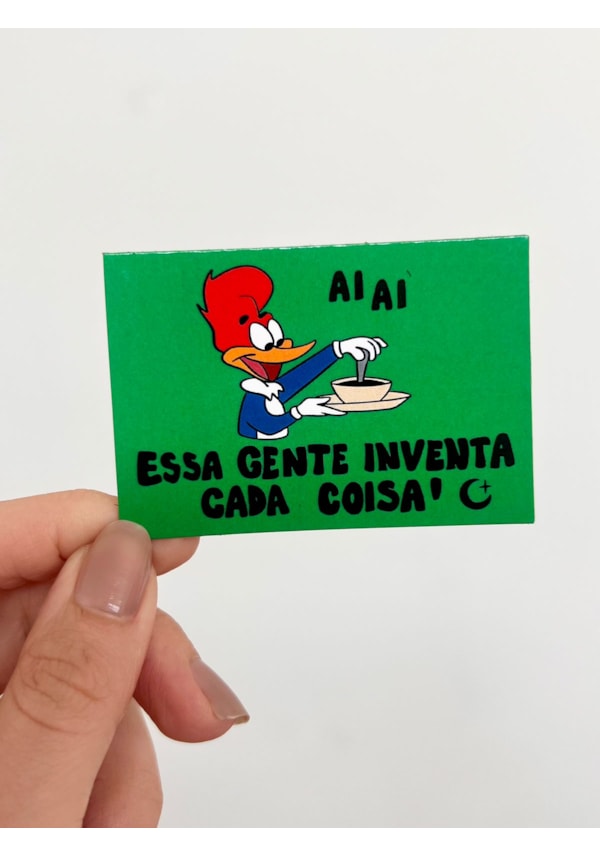 AI AI
ESSA GENTE INVENTA
CADA COISA'